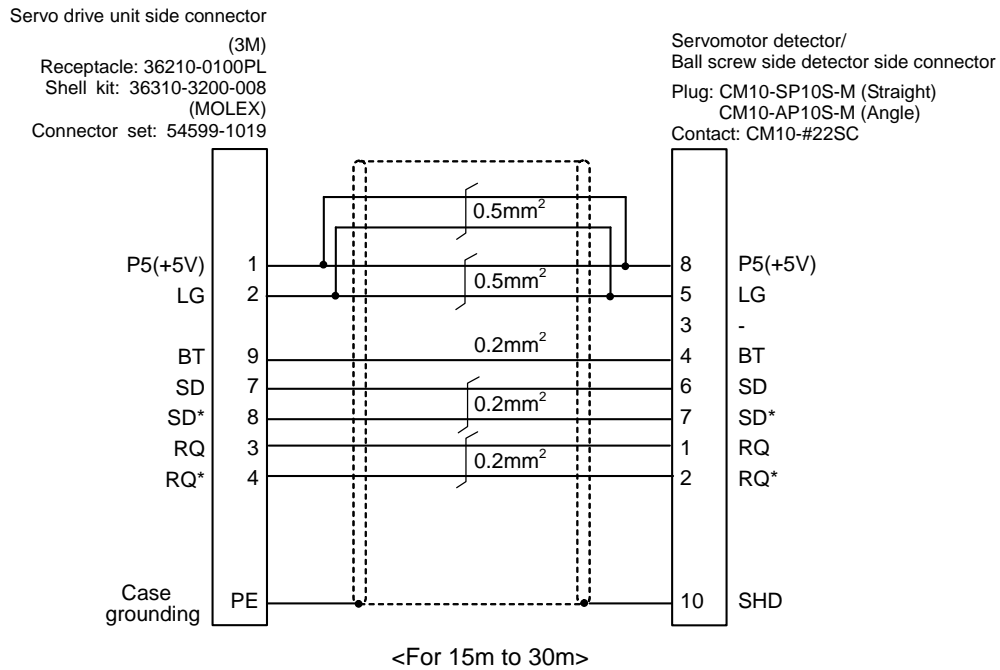 Servo drive unit side connector
(3M)
Receptacle: 36210-0100PL
Shell kit: 36310-3200-008
(MOLEX)
Connector set: 54599-1019
Servomotor detector/
Ball screw side detector side connector
Plug: CM10-SP10S-M (Straight)
CM10-AP10S-M (Angle)
Contact: CM10-#22SC
0.5mm²
P5(+5V) 1 8 P5(+5V)
0.5mm²
LG 2 5 LG
3 -
0.2mm²
BT 9 4 BT
SD 7 6 SD
0.2mm²
SD* 8 7 SD*
RQ 3 1 RQ
0.2mm²
RQ* 4 2 RQ*
Case
grounding PE 10 SHD
<For 15m to 30m>